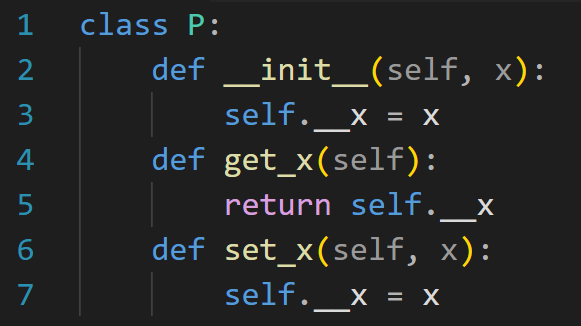 1 class P:
2     def __init__(self, x):
3         self.__x = x
4     def get_x(self):
5         return self.__x
6     def set_x(self, x):
7         self.__x = x